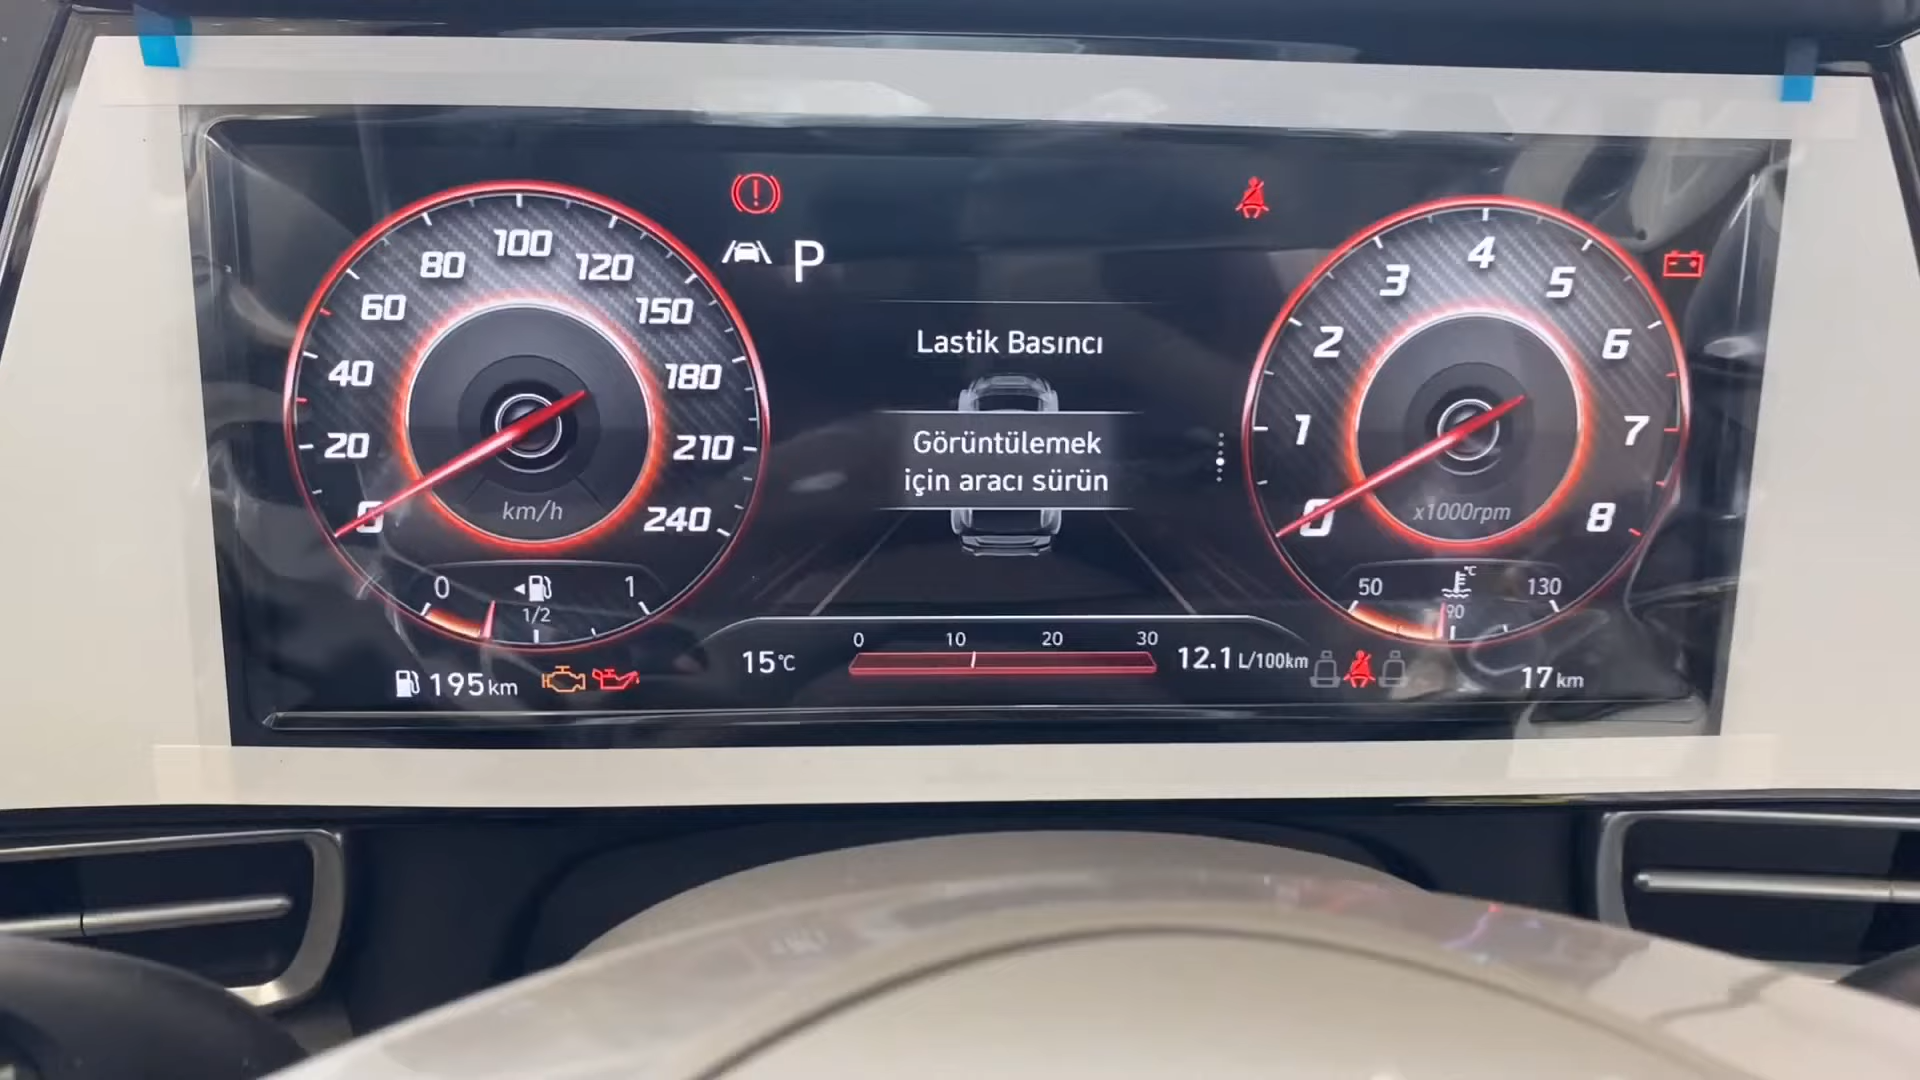 P
0
20
40
60
80
100
120
150
180
210
240
km/h
0
1/2
1
195 km
Lastik Basıncı
Görüntülemek
için aracı sürün
15 °C
0 10 20 30
12.1 L/100km
0
1
2
3
4
5
6
7
8
x1000rpm
50
°C
90
130
17 km